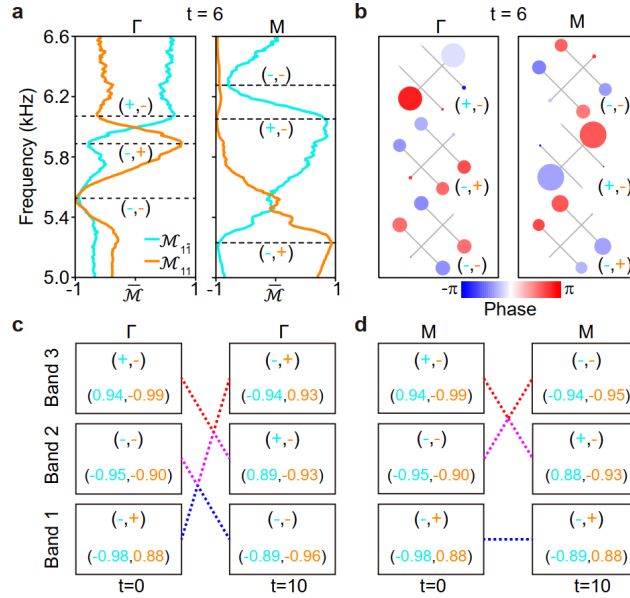 a
t = 6
Γ
M
Frequency (kHz)
6.6
6.2
5.8
5.4
5.0
(+,-)
(-,+)
(-,-)
ℳ₁₁̄
ℳ₁₁
-1
ℳ̄
1
(-,-)
(+,-)
(-,+)
-1
ℳ̄
1
b
t = 6
Γ
M
(+,-)
(-,+)
(-,-)
(-,-)
(+,-)
(-,+)
-π
π
Phase
c
Γ
Γ
Band 3
(+,-)
(0.94,-0.99)
(-,+)
(-0.94,0.93)
Band 2
(-,-)
(-0.95,-0.90)
(+,-)
(0.89,-0.93)
Band 1
(-,+)
(-0.98,0.88)
(-,-)
(-0.89,-0.96)
t=0
t=10
d
M
M
(+,-)
(0.94,-0.99)
(-,-)
(-0.94,-0.95)
(-,-)
(-0.95,-0.90)
(+,-)
(0.88,-0.93)
(-,+)
(-0.98,0.88)
(-,+)
(-0.89,0.88)
t=0
t=10